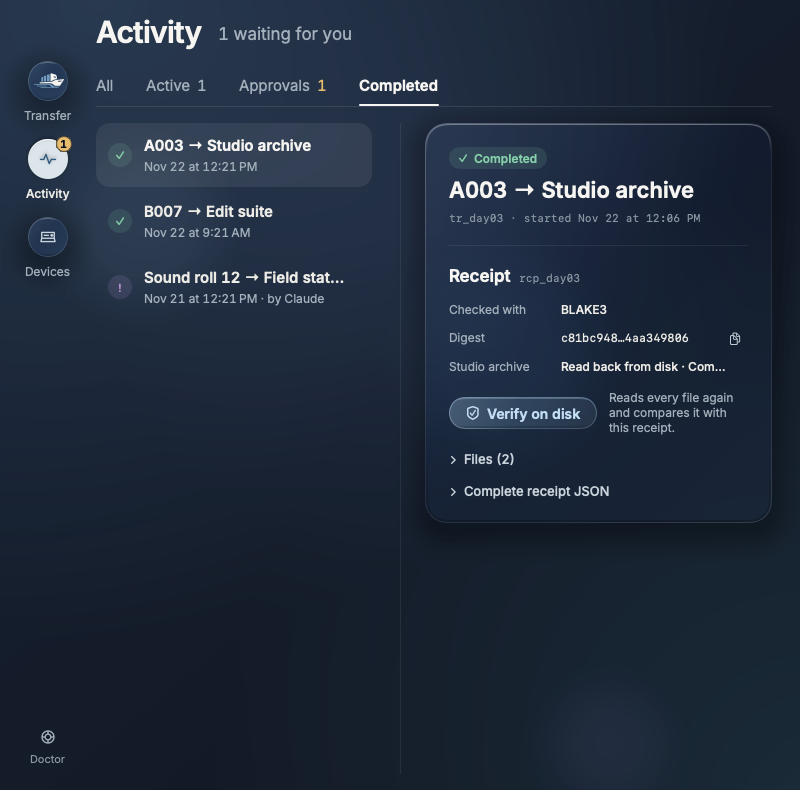 Activity 1 waiting for you
All Active 1 Approvals 1 Completed
Transfer
1
Activity
Devices
Doctor
A003 → Studio archive
Nov 22 at 12:21 PM
B007 → Edit suite
Nov 22 at 9:21 AM
! Sound roll 12 → Field stat…
Nov 21 at 12:21 PM · by Claude
Completed
A003 → Studio archive
tr_day03 · started Nov 22 at 12:06 PM
Receipt rcp_day03
Checked with BLAKE3
Digest c81bc948…4aa349806
Studio archive Read back from disk · Com…
Verify on disk
Reads every file again
and compares it with
this receipt.
Files (2)
Complete receipt JSON